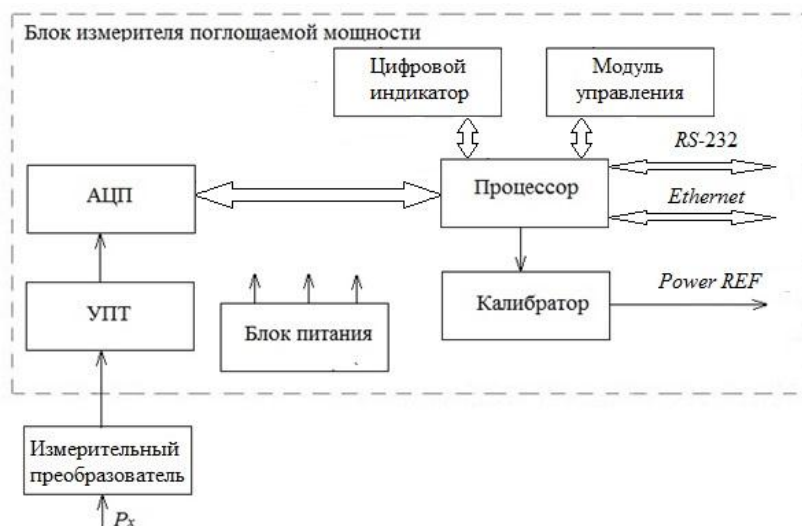 Блок измерителя поглощаемой мощности
Цифровой
индикатор
Модуль
управления
RS-232
АЦП
Процессор
Ethernet
УПТ
Блок питания
Калибратор
Power REF
Измерительный
преобразователь
Px